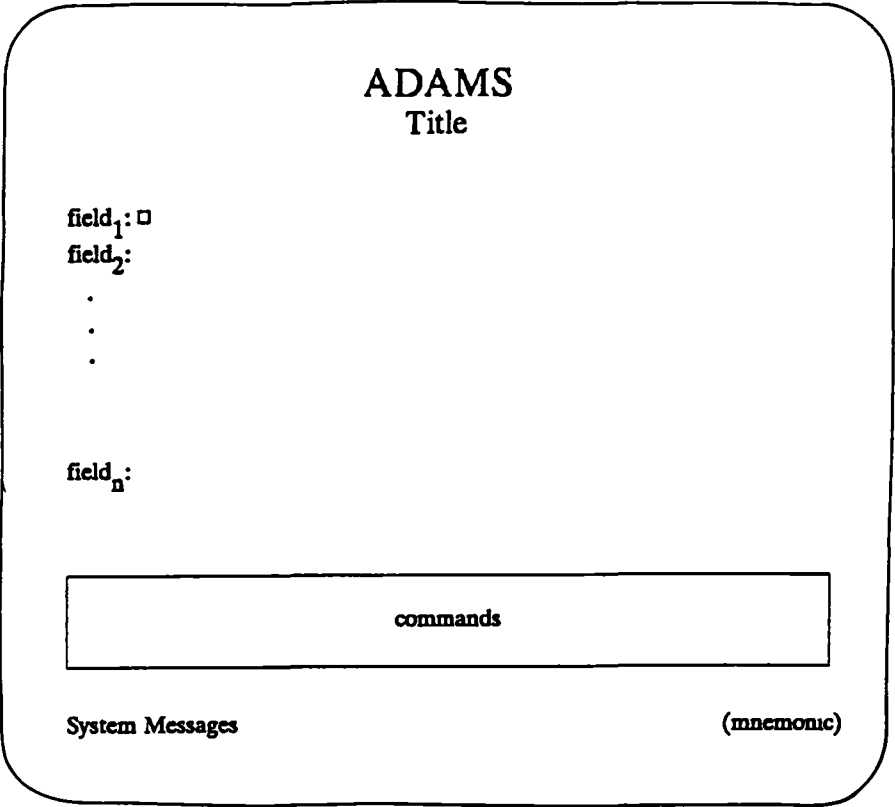 ADAMS
Title
field1: □
field2:
.
.
.
fieldn:
commands
System Messages (mnemonic)